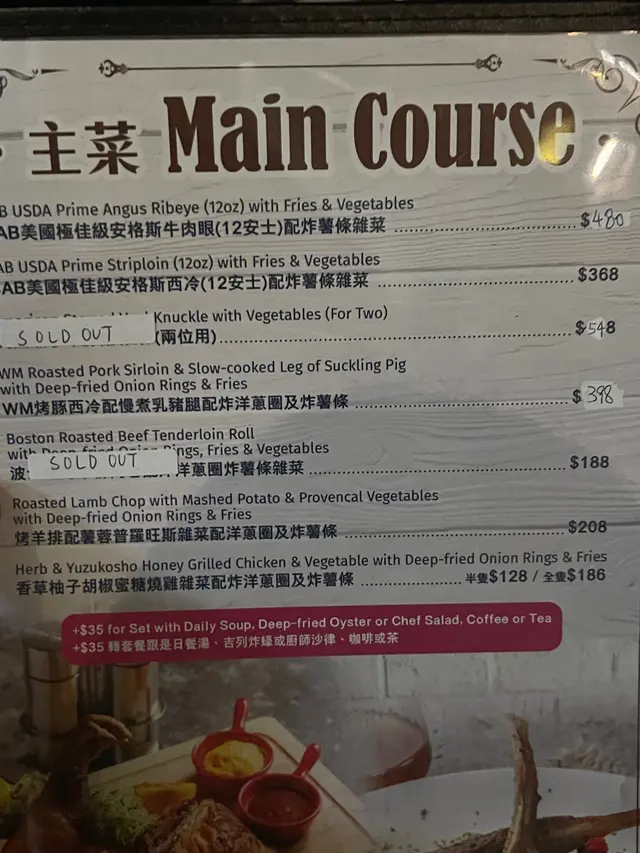 主菜 Main Course
B USDA Prime Angus Ribeye (12oz) with Fries & Vegetables
AB美國極佳級安格斯牛肉眼(12安士)配炸薯條雜菜 $480
AB USDA Prime Striploin (12oz) with Fries & Vegetables
AB美國極佳級安格斯西冷(12安士)配炸薯條雜菜 $368
Knuckle with Vegetables (For Two)
SOLD OUT (兩位用) $548
WM Roasted Pork Sirloin & Slow-cooked Leg of Suckling Pig
with Deep-fried Onion Rings & Fries
WM烤豚西冷配慢煮乳豬腿配炸洋蔥圈及炸薯條 $398
Boston Roasted Beef Tenderloin Roll
with Deep-fried Onion Rings, Fries & Vegetables
波 SOLD OUT 洋蔥圈炸薯條雜菜 $188
Roasted Lamb Chop with Mashed Potato & Provencal Vegetables
with Deep-fried Onion Rings & Fries
烤羊排配薯蓉普羅旺斯雜菜配洋蔥圈及炸薯條 $208
Herb & Yuzukosho Honey Grilled Chicken & Vegetable with Deep-fried Onion Rings & Fries
香草柚子胡椒蜜糖燒雞雜菜配炸洋蔥圈及炸薯條 半隻$128 / 全隻$186
+$35 for Set with Daily Soup, Deep-fried Oyster or Chef Salad, Coffee or Tea
+$35 轉套餐跟是日餐湯、吉列炸蠔或廚師沙律、咖啡或茶